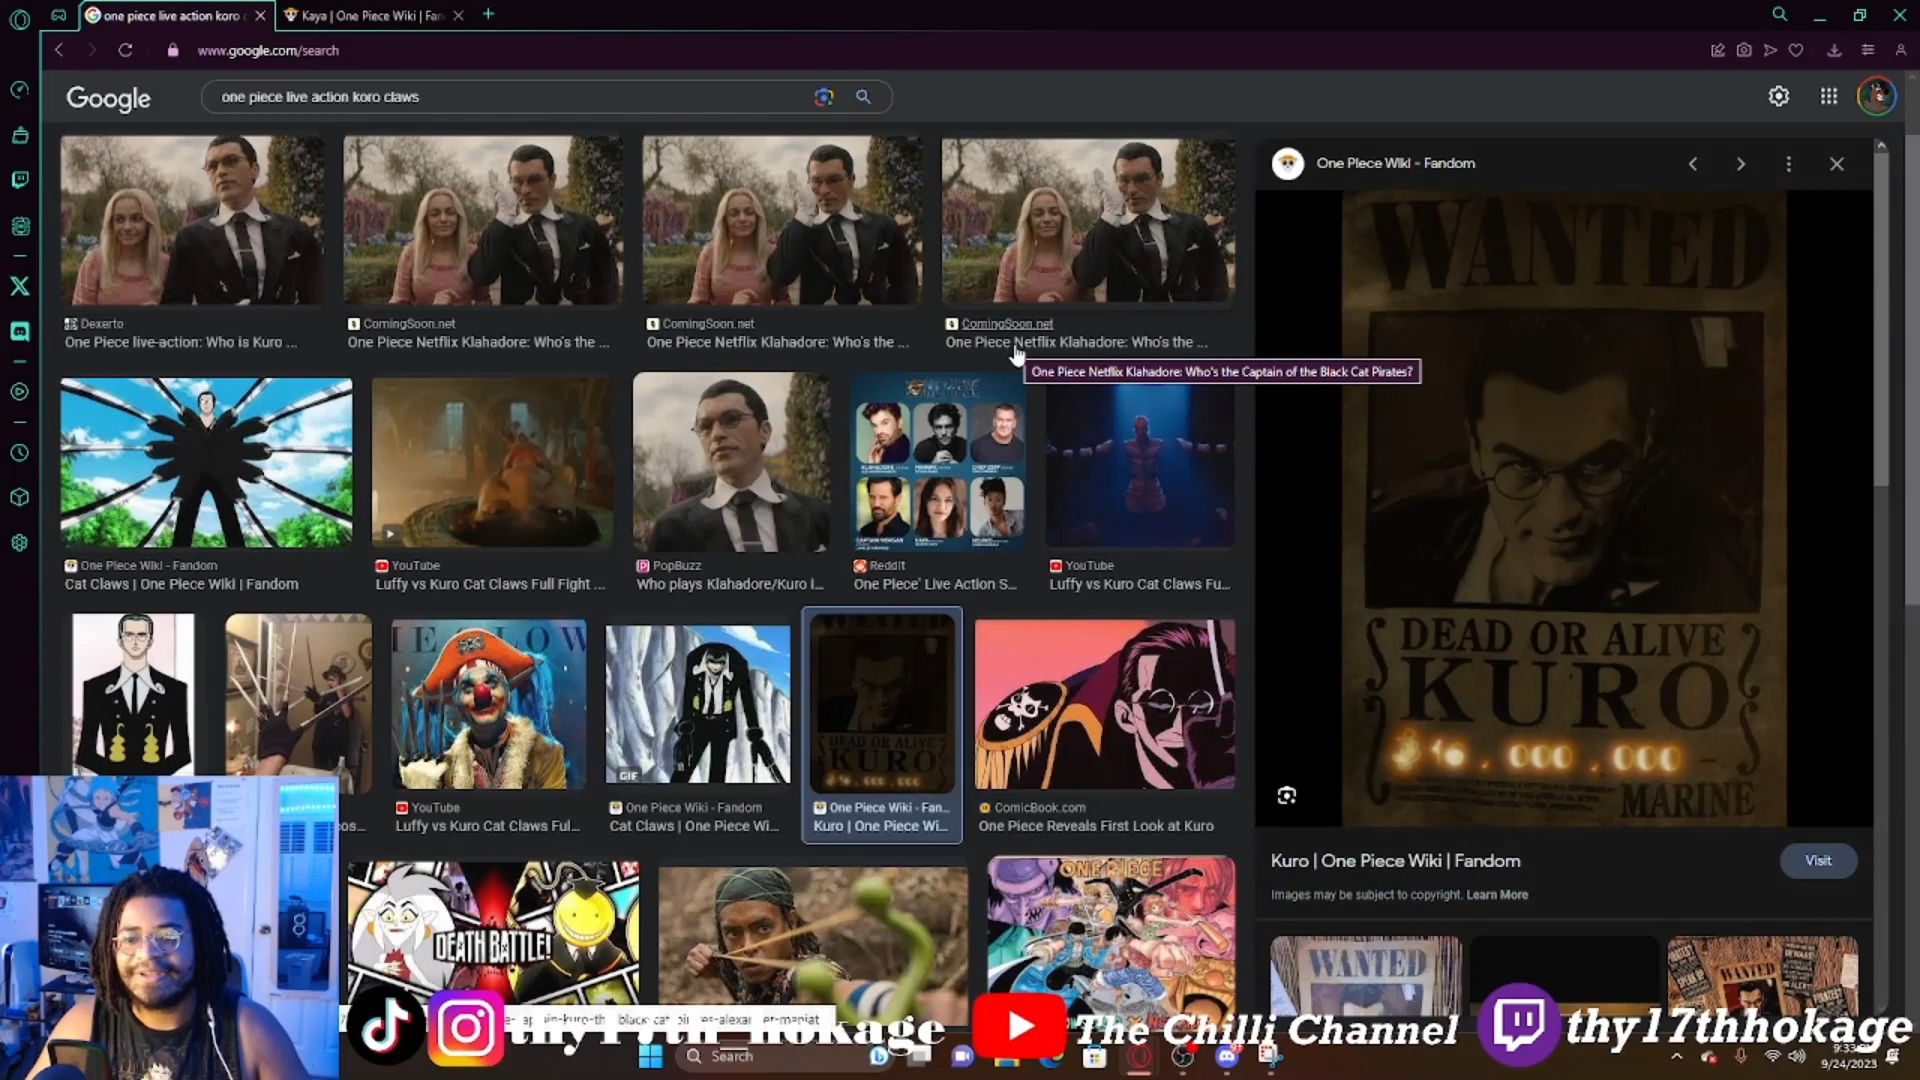 one piece live action koro c
Kaya | One Piece Wiki | Fan
www.google.com/search
Google
one piece live action koro claws
One Piece Wiki - Fandom
Dexerto
One Piece live-action: Who is Kuro ...
ComingSoon.net
One Piece Netflix Klahadore: Who's the ...
ComingSoon.net
One Piece Netflix Klahadore: Who's the ...
ComingSoon.net
One Piece Netflix Klahadore: Who's the ...
One Piece Netflix Klahadore: Who's the Captain of the Black Cat Pirates?
One Piece Wiki - Fandom
Cat Claws | One Piece Wiki | Fandom
YouTube
Luffy vs Kuro Cat Claws Full Fight ...
PopBuzz
Who plays Klahadore/Kuro i...
Reddit
One Piece' Live Action S...
YouTube
Luffy vs Kuro Cat Claws Fu...
WANTED
DEAD OR ALIVE
KURO
MARINE
GIF
DEAD OR ALIVE
KURO
YouTube
Luffy vs Kuro Cat Claws Ful...
One Piece Wiki - Fandom
Cat Claws | One Piece Wi...
One Piece Wiki - Fan...
Kuro | One Piece Wi...
ComicBook.com
One Piece Reveals First Look at Kuro
Kuro | One Piece Wiki | Fandom
Visit
Images may be subject to copyright. Learn More
DEATH BATTLE!
ONE PIECE
WANTED
WANTED
The Chilli Channel
thy17thhokage
Search
9/24/2023